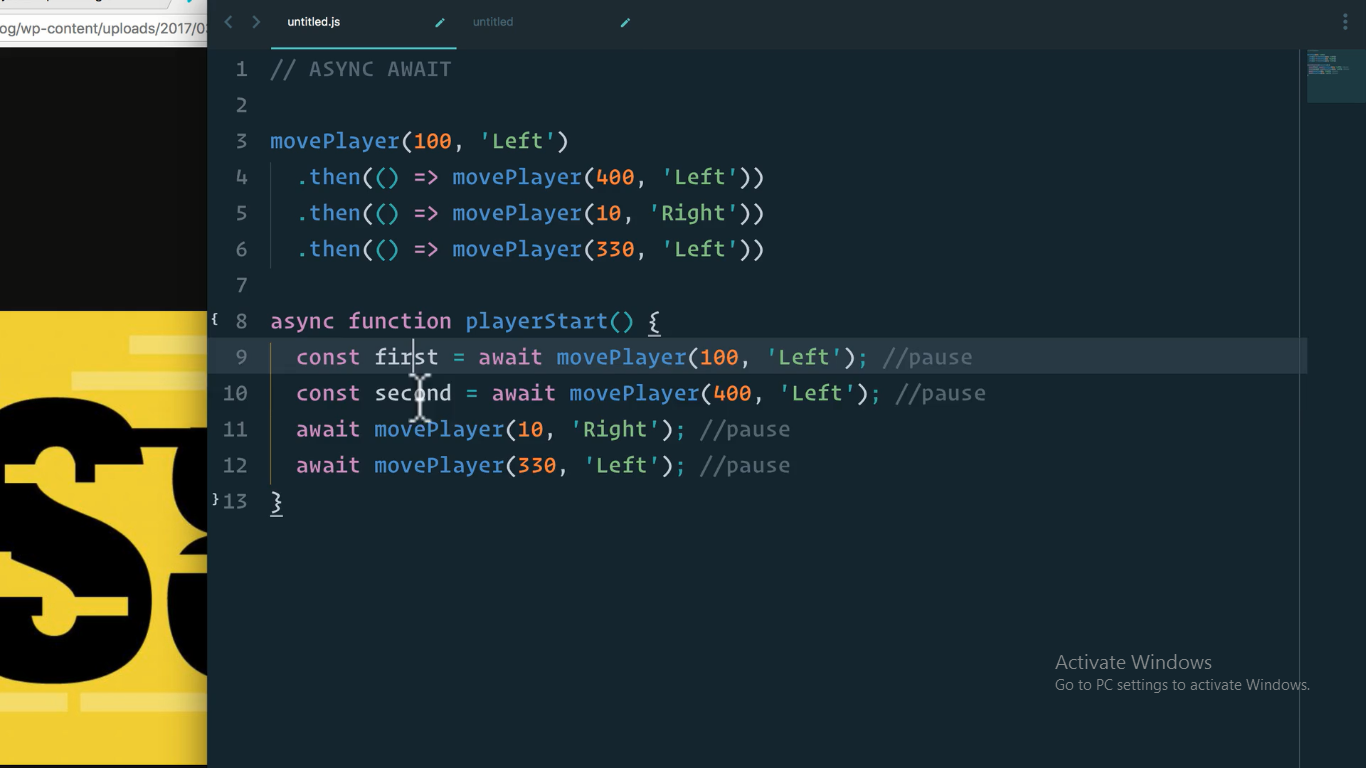 og/wp-content/uploads/2017/03
untitled.js
untitled
1 // ASYNC AWAIT
2
3 movePlayer(100, 'Left')
4 .then(() => movePlayer(400, 'Left'))
5 .then(() => movePlayer(10, 'Right'))
6 .then(() => movePlayer(330, 'Left'))
7
{ 8 async function playerStart() {
9 const first = await movePlayer(100, 'Left'); //pause
10 const second = await movePlayer(400, 'Left'); //pause
11 await movePlayer(10, 'Right'); //pause
12 await movePlayer(330, 'Left'); //pause
} 13 }
Activate Windows
Go to PC settings to activate Windows.